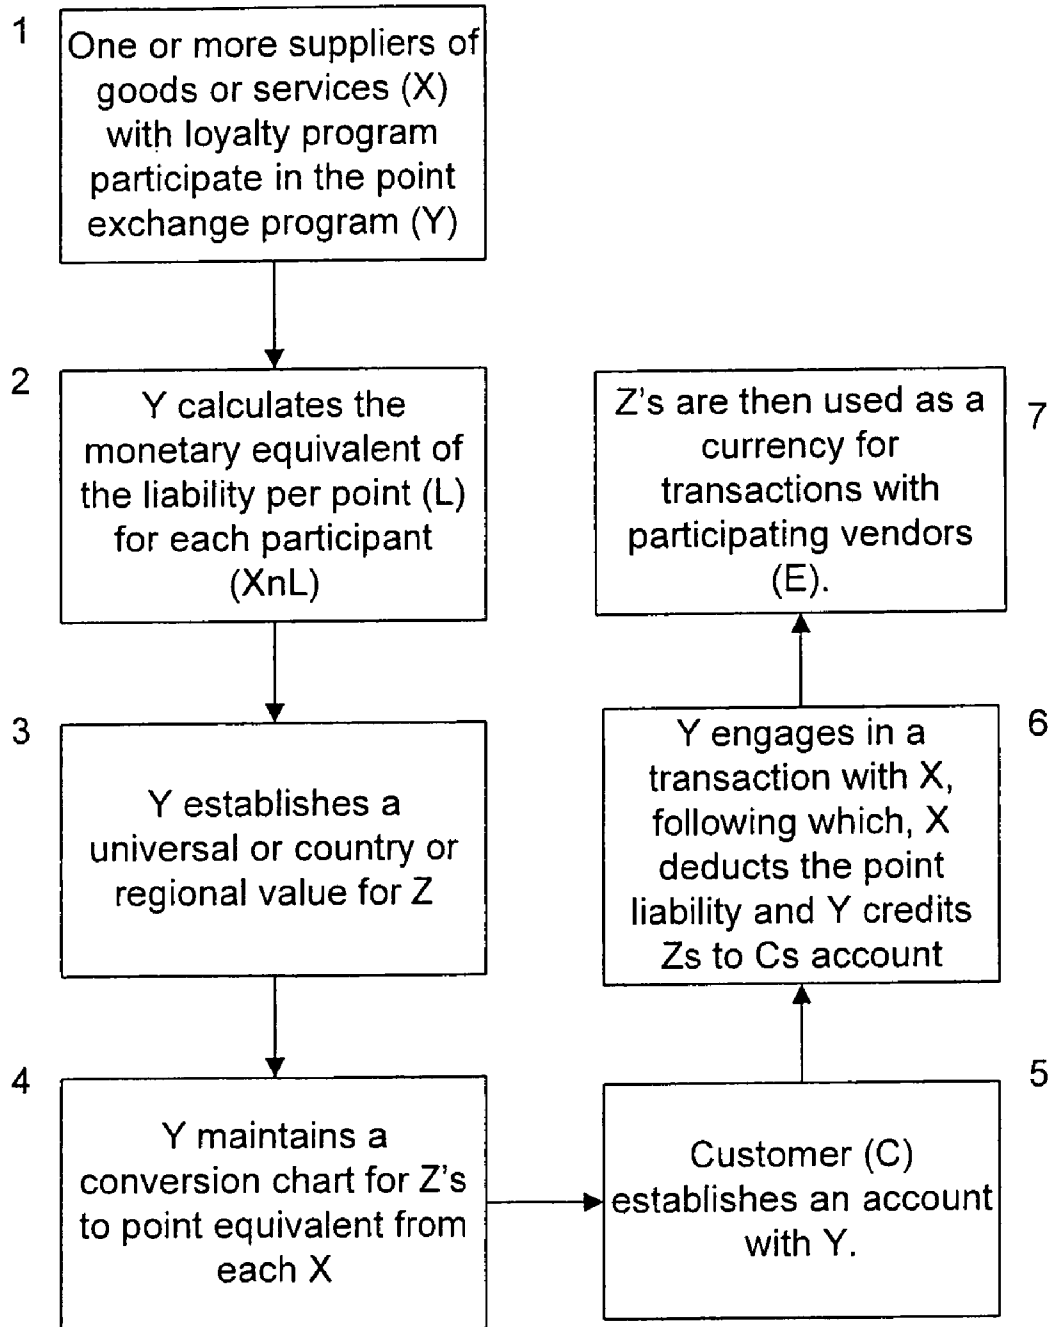 1
One or more suppliers of
goods or services (X)
with loyalty program
participate in the point
exchange program (Y)
2
Y calculates the
monetary equivalent of
the liability per point (L)
for each participant
(XnL)
3
Y establishes a
universal or country or
regional value for Z
4
Y maintains a
conversion chart for Z's
to point equivalent from
each X
5
Customer (C)
establishes an account
with Y.
6
Y engages in a
transaction with X,
following which, X
deducts the point
liability and Y credits
Zs to Cs account
7
Z's are then used as a
currency for
transactions with
participating vendors
(E).